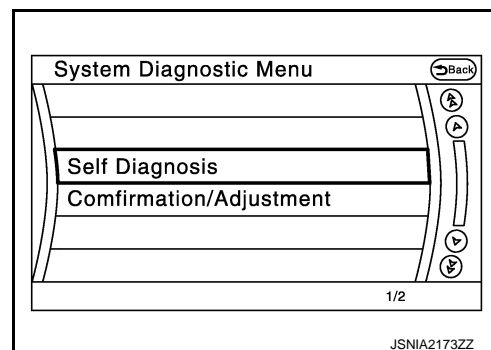 System Diagnostic Menu
Back
Self Diagnosis
Comfirmation/Adjustment
1/2
JSNIA2173ZZ